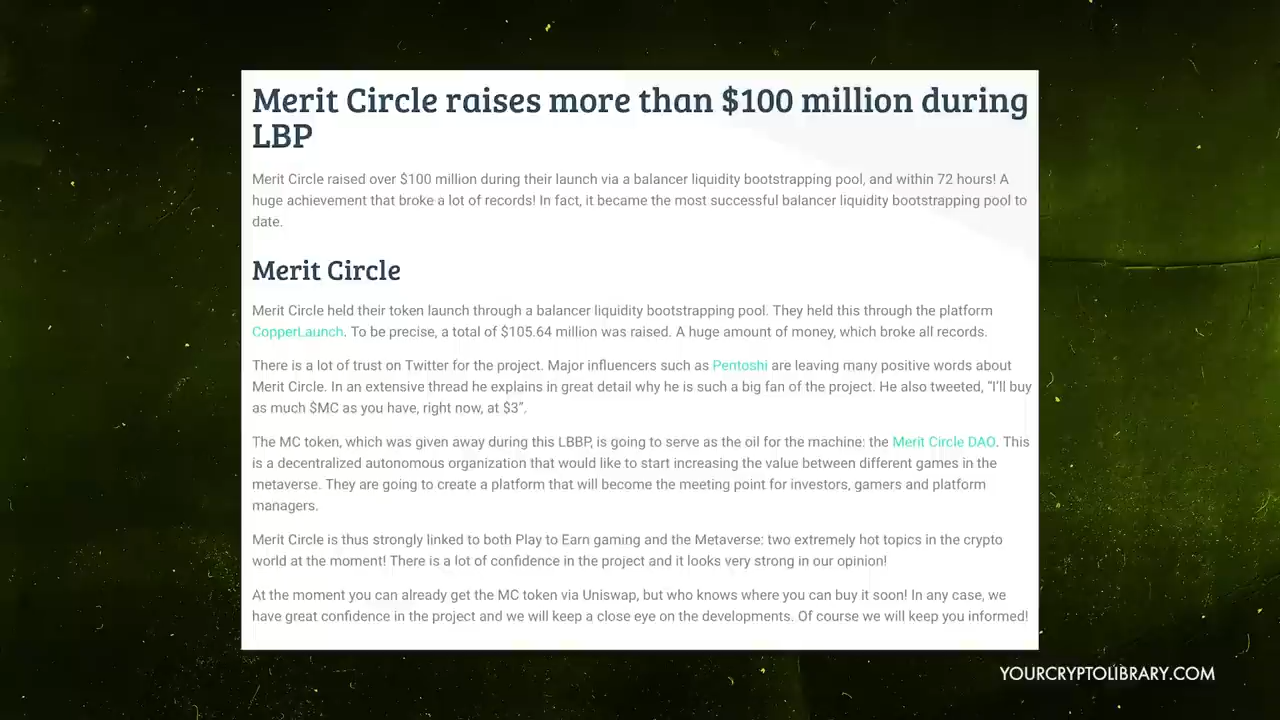 Merit Circle raises more than $100 million during
LBP
Merit Circle raised over $100 million during their launch via a balancer liquidity bootstrapping pool, and within 72 hours! A
huge achievement that broke a lot of records! In fact, it became the most successful balancer liquidity bootstrapping pool to
date.
Merit Circle
Merit Circle held their token launch through a balancer liquidity bootstrapping pool. They held this through the platform
CopperLaunch. To be precise, a total of $105.64 million was raised. A huge amount of money, which broke all records.
There is a lot of trust on Twitter for the project. Major influencers such as Pentoshi are leaving many positive words about
Merit Circle. In an extensive thread he explains in great detail why he is such a big fan of the project. He also tweeted, “I’ll buy
as much $MC as you have, right now, at $3”.
The MC token, which was given away during this LBBP, is going to serve as the oil for the machine: the Merit Circle DAO. This
is a decentralized autonomous organization that would like to start increasing the value between different games in the
metaverse. They are going to create a platform that will become the meeting point for investors, gamers and platform
managers.
Merit Circle is thus strongly linked to both Play to Earn gaming and the Metaverse: two extremely hot topics in the crypto
world at the moment! There is a lot of confidence in the project and it looks very strong in our opinion!
At the moment you can already get the MC token via Uniswap, but who knows where you can buy it soon! In any case, we
have great confidence in the project and we will keep a close eye on the developments. Of course we will keep you informed!
YOURCRYPTOLIBRARY.COM